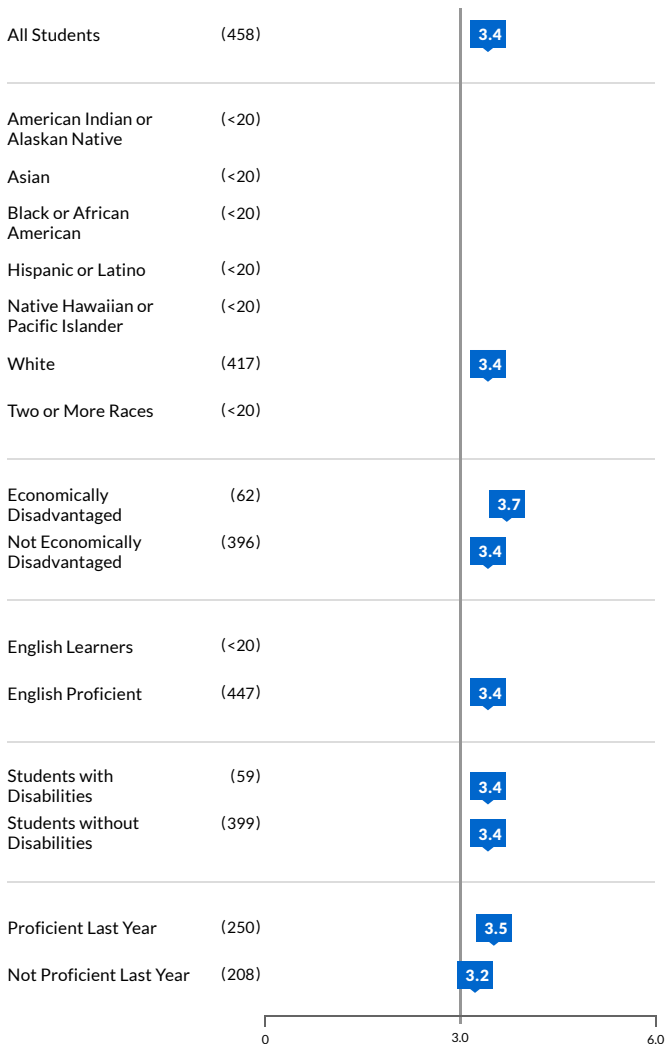 All Students (458) 3.4
American Indian or (<20)
Alaskan Native
Asian (<20)
Black or African (<20)
American
Hispanic or Latino (<20)
Native Hawaiian or (<20)
Pacific Islander
White (417) 3.4
Two or More Races (<20)
Economically (62) 3.7
Disadvantaged
Not Economically (396) 3.4
Disadvantaged
English Learners (<20)
English Proficient (447) 3.4
Students with (59) 3.4
Disabilities
Students without (399) 3.4
Disabilities
Proficient Last Year (250) 3.5
Not Proficient Last Year (208) 3.2
0 3.0 6.0